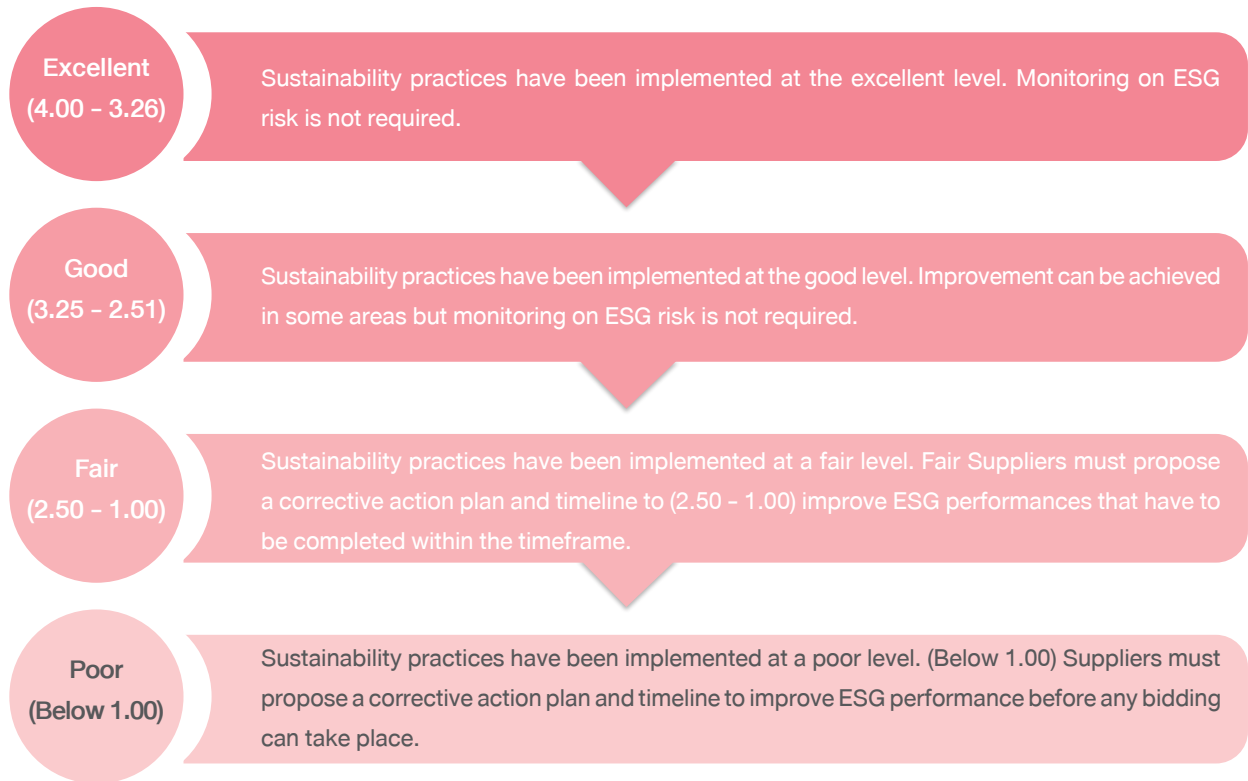 Excellent
(4.00 – 3.26)
Sustainability practices have been implemented at the excellent level. Monitoring on ESG
risk is not required.
Good
(3.25 – 2.51)
Sustainability practices have been implemented at the good level. Improvement can be achieved
in some areas but monitoring on ESG risk is not required.
Fair
(2.50 – 1.00)
Sustainability practices have been implemented at a fair level. Fair Suppliers must propose
a corrective action plan and timeline to (2.50 – 1.00) improve ESG performances that have to
be completed within the timeframe.
Poor
(Below 1.00)
Sustainability practices have been implemented at a poor level. (Below 1.00) Suppliers must
propose a corrective action plan and timeline to improve ESG performance before any bidding
can take place.